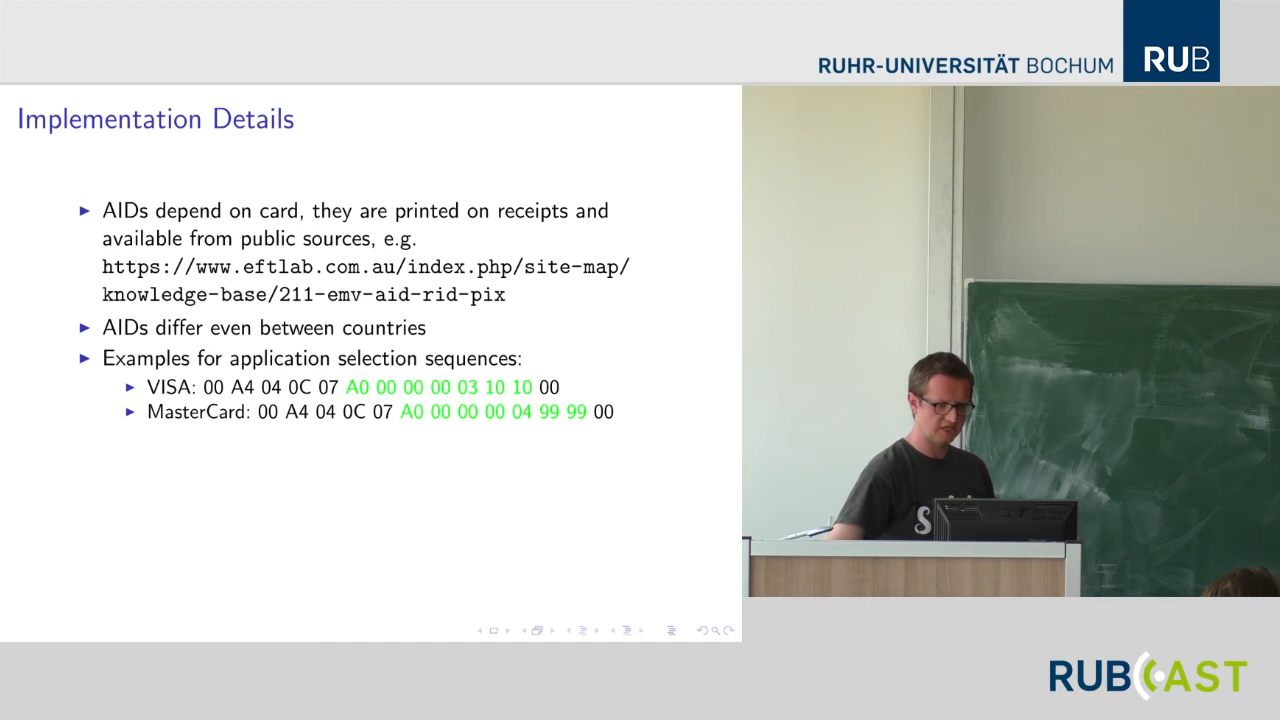 RUHR-UNIVERSITÄT BOCHUM
RUB
Implementation Details
▶ AIDs depend on card, they are printed on receipts and
available from public sources, e.g.
https://www.eftlab.com.au/index.php/site-map/
knowledge-base/211-emv-aid-rid-pix
▶ AIDs differ even between countries
▶ Examples for application selection sequences:
▶ VISA: 00 A4 04 0C 07 A0 00 00 00 03 10 10 00
▶ MasterCard: 00 A4 04 0C 07 A0 00 00 00 04 99 99 00
RUBCAST